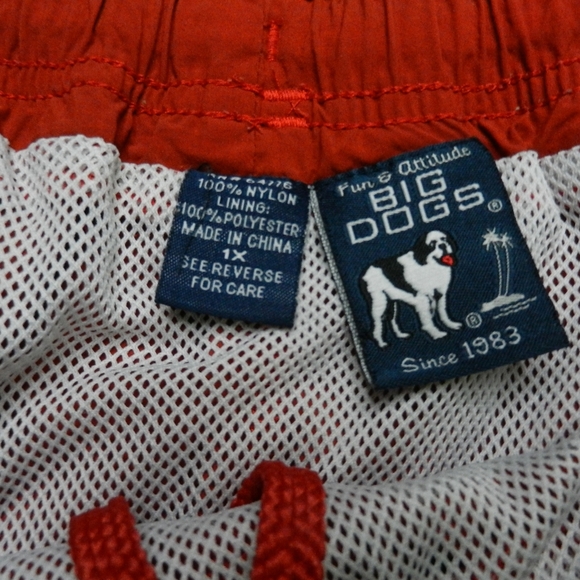 100% NYLON
LINING:
100% POLYESTER
MADE IN CHINA
1X
SEE REVERSE
FOR CARE
Fun & Attitude
BIG
DOGS®
®
Since 1983